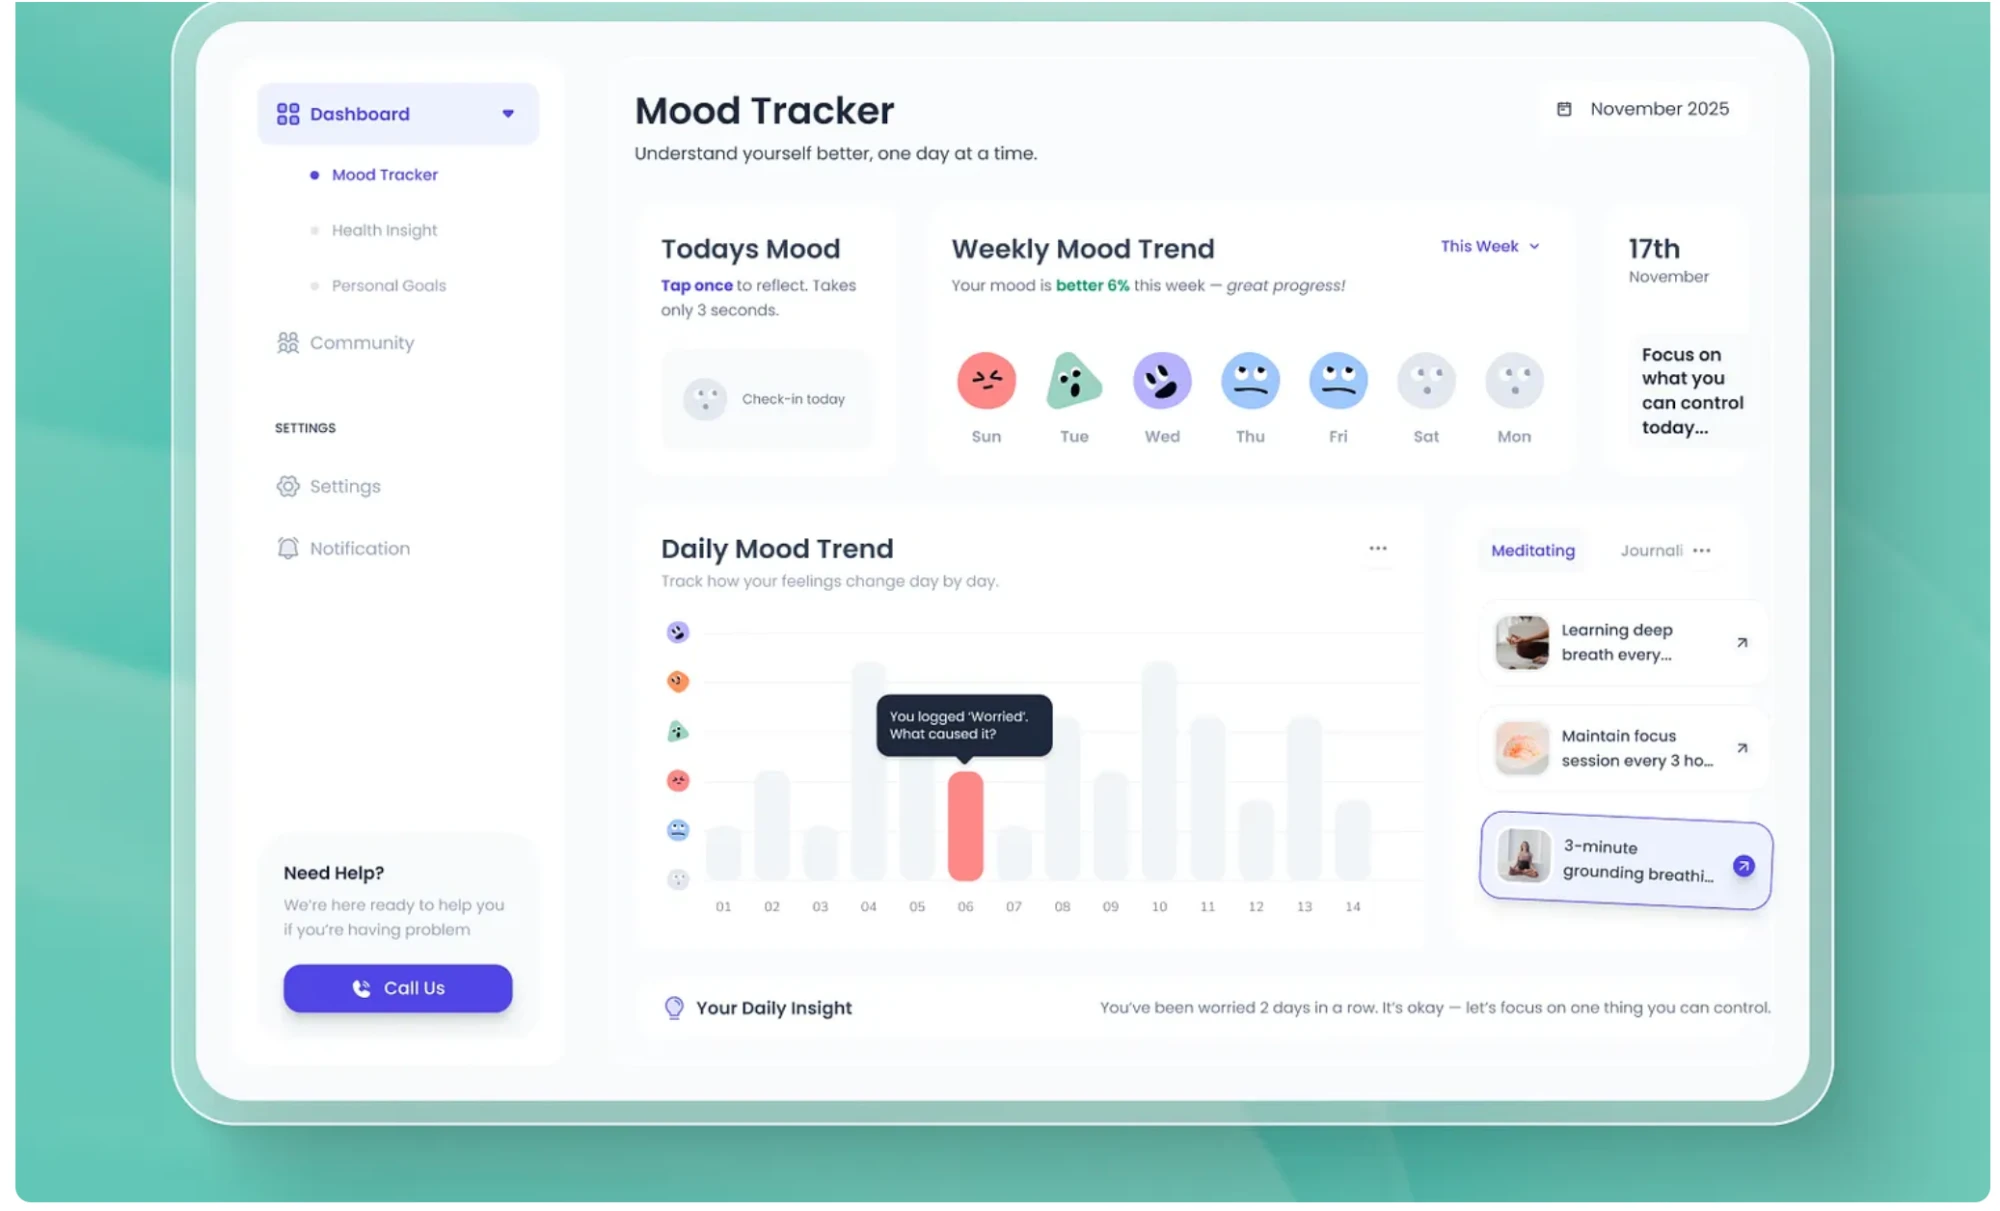 Dashboard
Mood Tracker
Health Insight
Personal Goals
Community
SETTINGS
Settings
Notification
Need Help?
We're here ready to help you
if you're having problem
Call Us
Mood Tracker
Understand yourself better, one day at a time.
November 2025
Todays Mood
Tap once to reflect. Takes
only 3 seconds.
Check-in today
Weekly Mood Trend
This Week
Your mood is better 6% this week — great progress!
Sun Tue Wed Thu Fri Sat Mon
17th
November
Focus on
what you
can control
today...
Daily Mood Trend
Track how your feelings change day by day.
You logged 'Worried'.
What caused it?
01 02 03 04 05 06 07 08 09 10 11 12 13 14
Meditating Journali
Learning deep
breath every...
Maintain focus
session every 3 ho...
3-minute
grounding breathi...
Your Daily Insight
You've been worried 2 days in a row. It's okay — let's focus on one thing you can control.